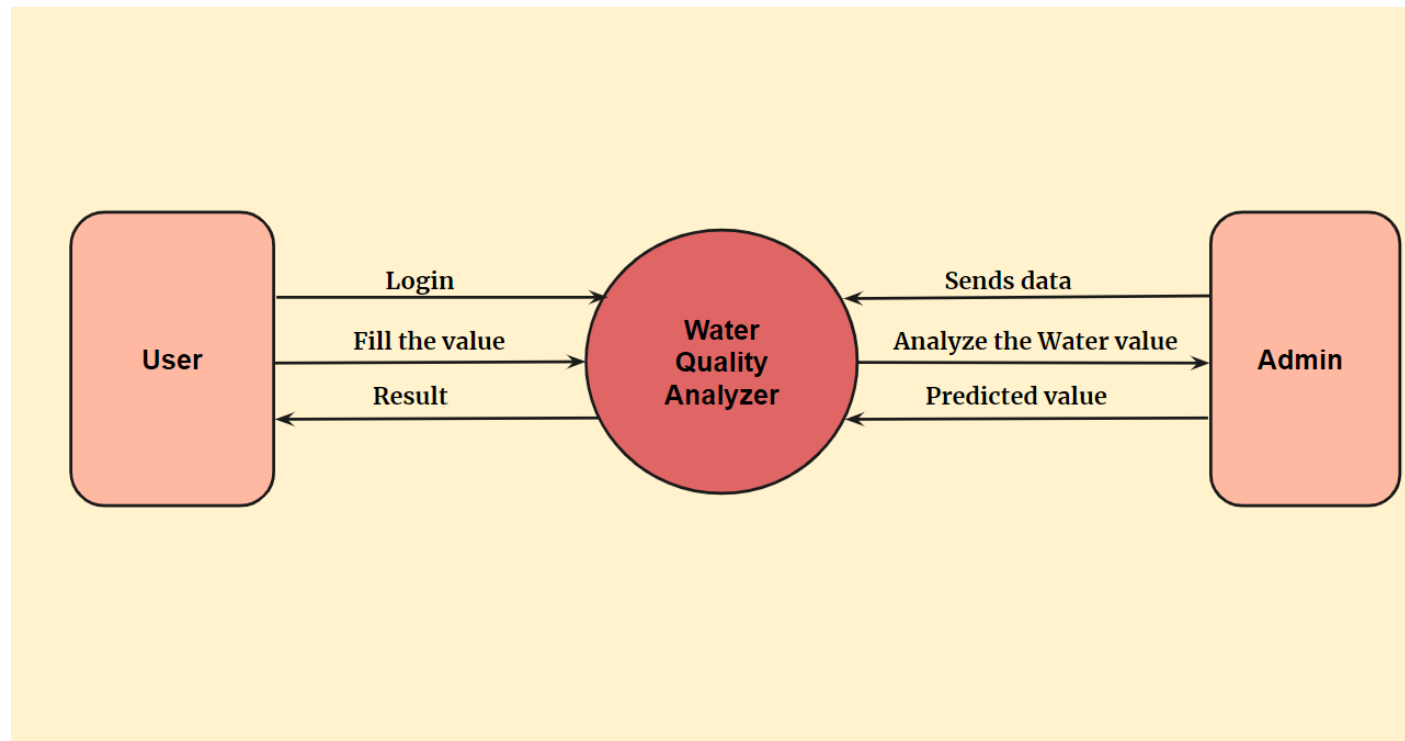 Login
Sends data
Water
Quality
Analyzer
Fill the value
Analyze the Water value
User
Admin
Result
Predicted value